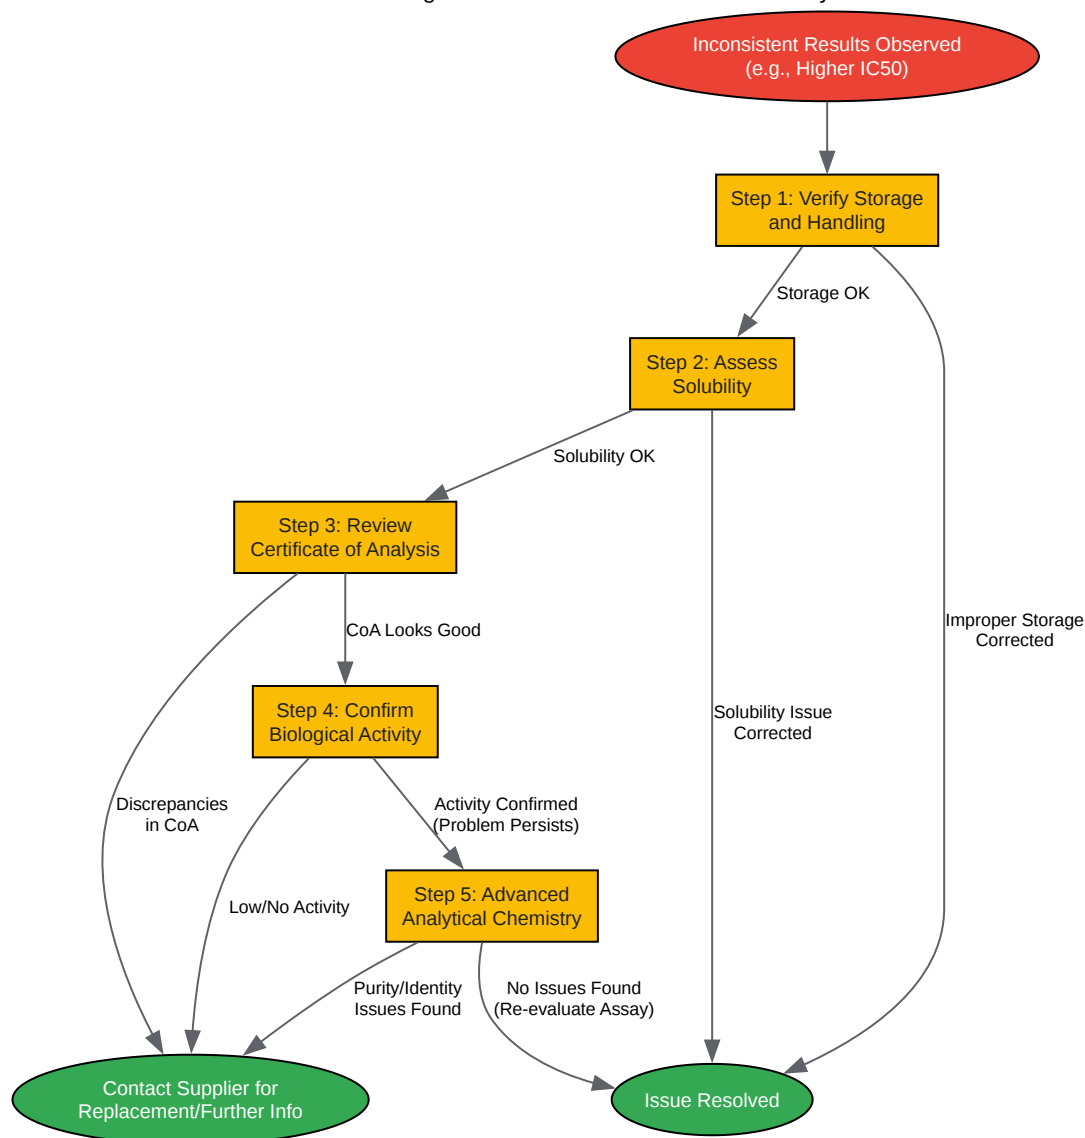 Inconsistent Results Observed
(e.g., Higher IC50)
Step 1: Verify Storage
and Handling
Storage OK
Step 2: Assess
Solubility
Solubility OK
Step 3: Review
Certificate of Analysis
Improper Storage
Corrected
CoA Looks Good
Step 4: Confirm
Biological Activity
Solubility Issue
Corrected
Discrepancies
in CoA
Activity Confirmed
(Problem Persists)
Low/No Activity
Step 5: Advanced
Analytical Chemistry
Purity/Identity
Issues Found
No Issues Found
(Re-evaluate Assay)
Contact Supplier for
Replacement/Further Info
Issue Resolved